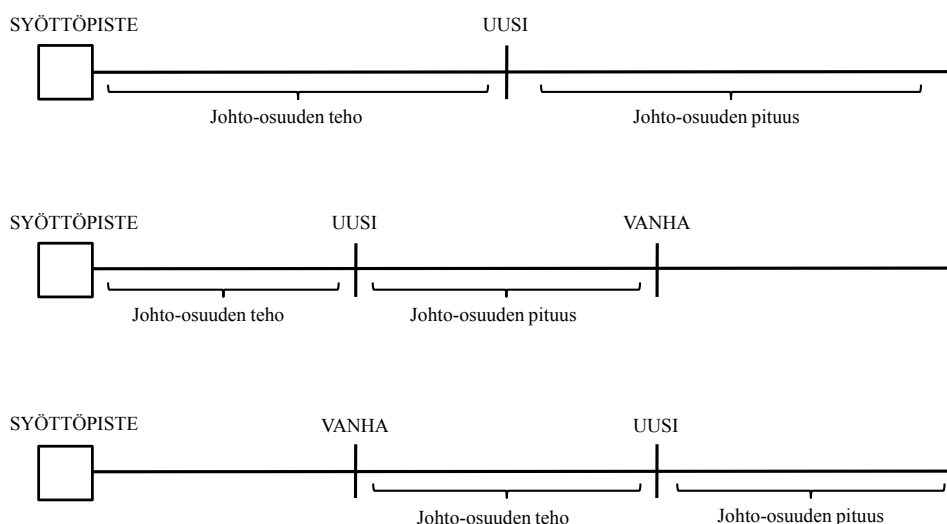 SYÖTTÖPISTE UUSI
Johto-osuuden teho Johto-osuuden pituus
SYÖTTÖPISTE UUSI VANHA
Johto-osuuden teho Johto-osuuden pituus
SYÖTTÖPISTE VANHA UUSI
Johto-osuuden teho Johto-osuuden pituus